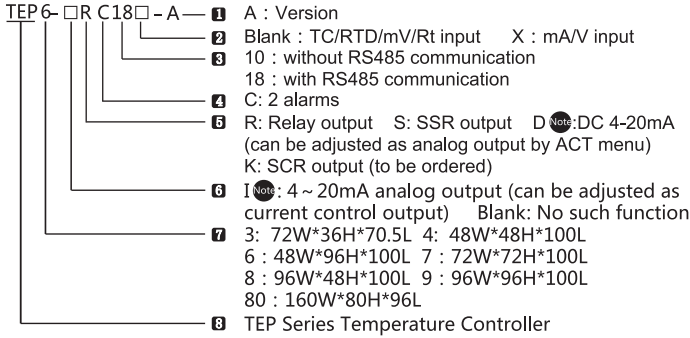 TEP6-□RC18□-A
1 A：Version
2 Blank：TC/RTD/mV/Rt input X：mA/V input
3 10：without RS485 communication
18：with RS485 communication
4 C: 2 alarms
5 R: Relay output S: SSR output D Note:DC 4-20mA
(can be adjusted as analog output by ACT menu)
K: SCR output (to be ordered)
6 I Note: 4～20mA analog output (can be adjusted as
current control output) Blank: No such function
7 3: 72W*36H*70.5L 4: 48W*48H*100L
6：48W*96H*100L 7：72W*72H*100L
8：96W*48H*100L 9：96W*96H*100L
80：160W*80H*96L
8 TEP Series Temperature Controller